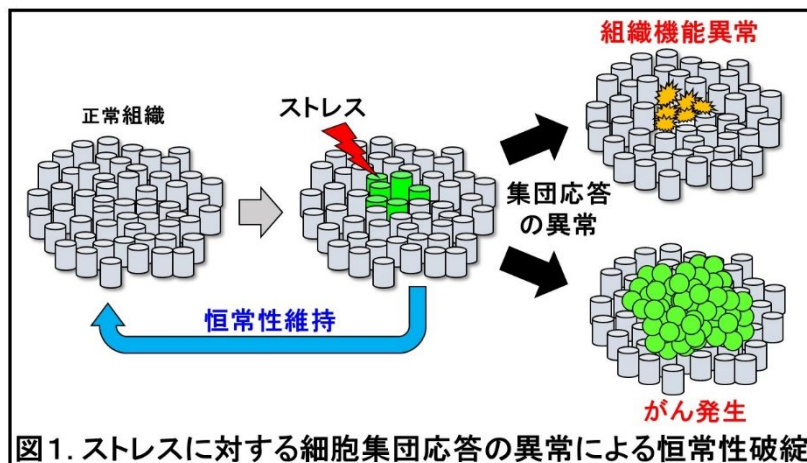 組織機能異常
正常組織
ストレス
集団応答
の異常
恒常性維持
がん発生
図1.ストレスに対する細胞集団応答の異常による恒常性破綻